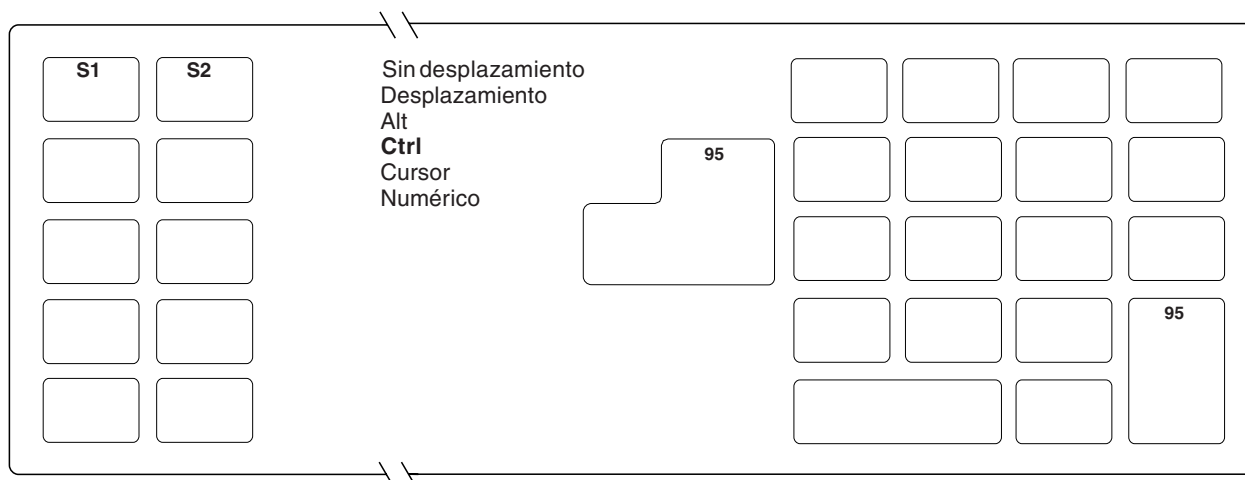 S1 S2
Sin desplazamiento
Desplazamiento
Alt
Ctrl
Cursor
Numérico
95
95